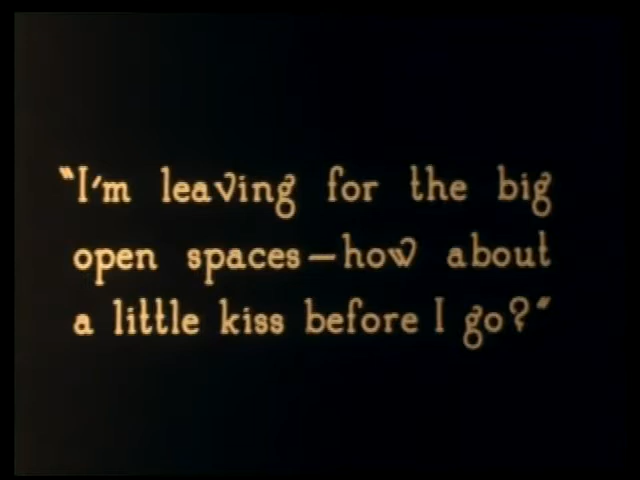 "I'm leaving for the big
open spaces—how about
a little kiss before I go?"